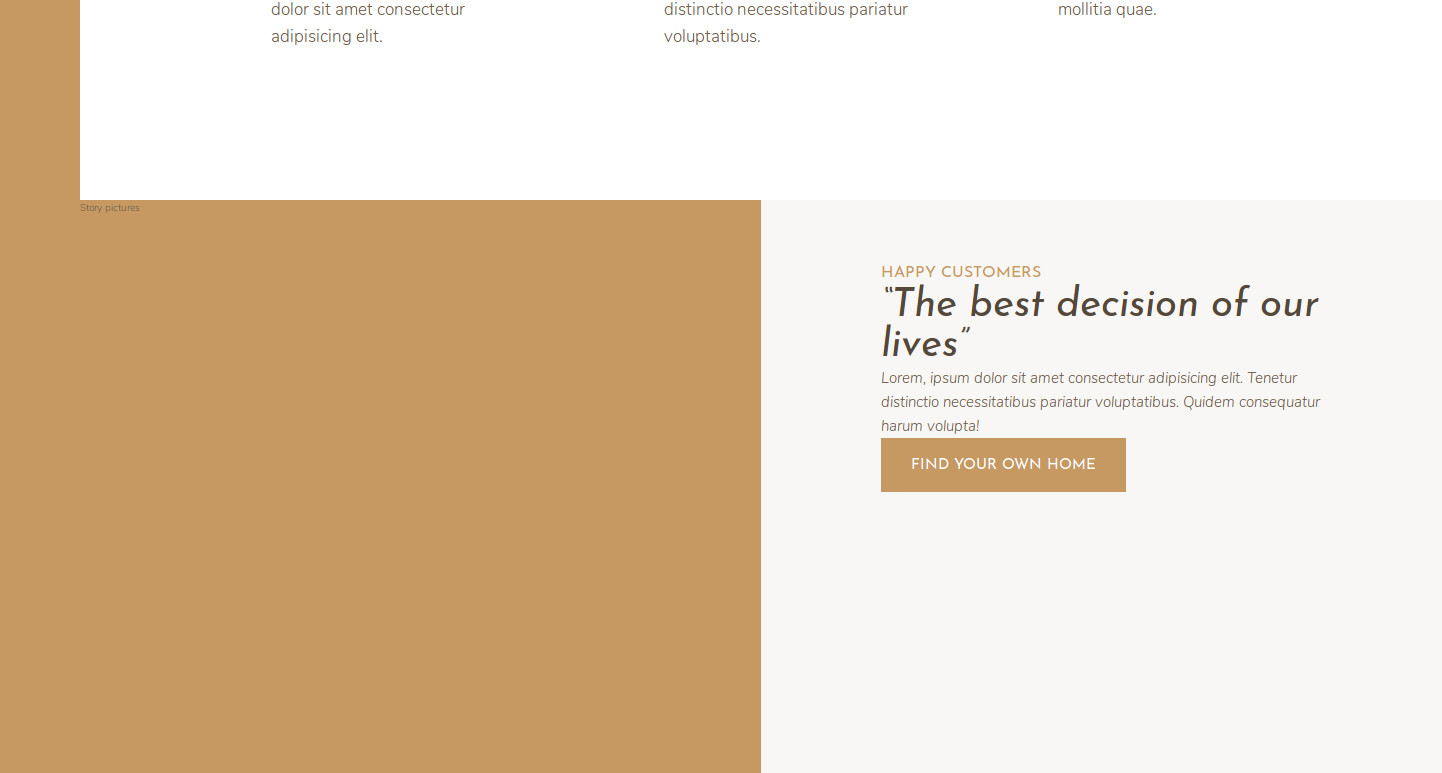 dolor sit amet consectetur
adipisicing elit.
distinctio necessitatibus pariatur
voluptatibus.
mollitia quae.
Story pictures
HAPPY CUSTOMERS
“The best decision of our
lives”
Lorem, ipsum dolor sit amet consectetur adipisicing elit. Tenetur
distinctio necessitatibus pariatur voluptatibus. Quidem consequatur
harum volupta!
FIND YOUR OWN HOME